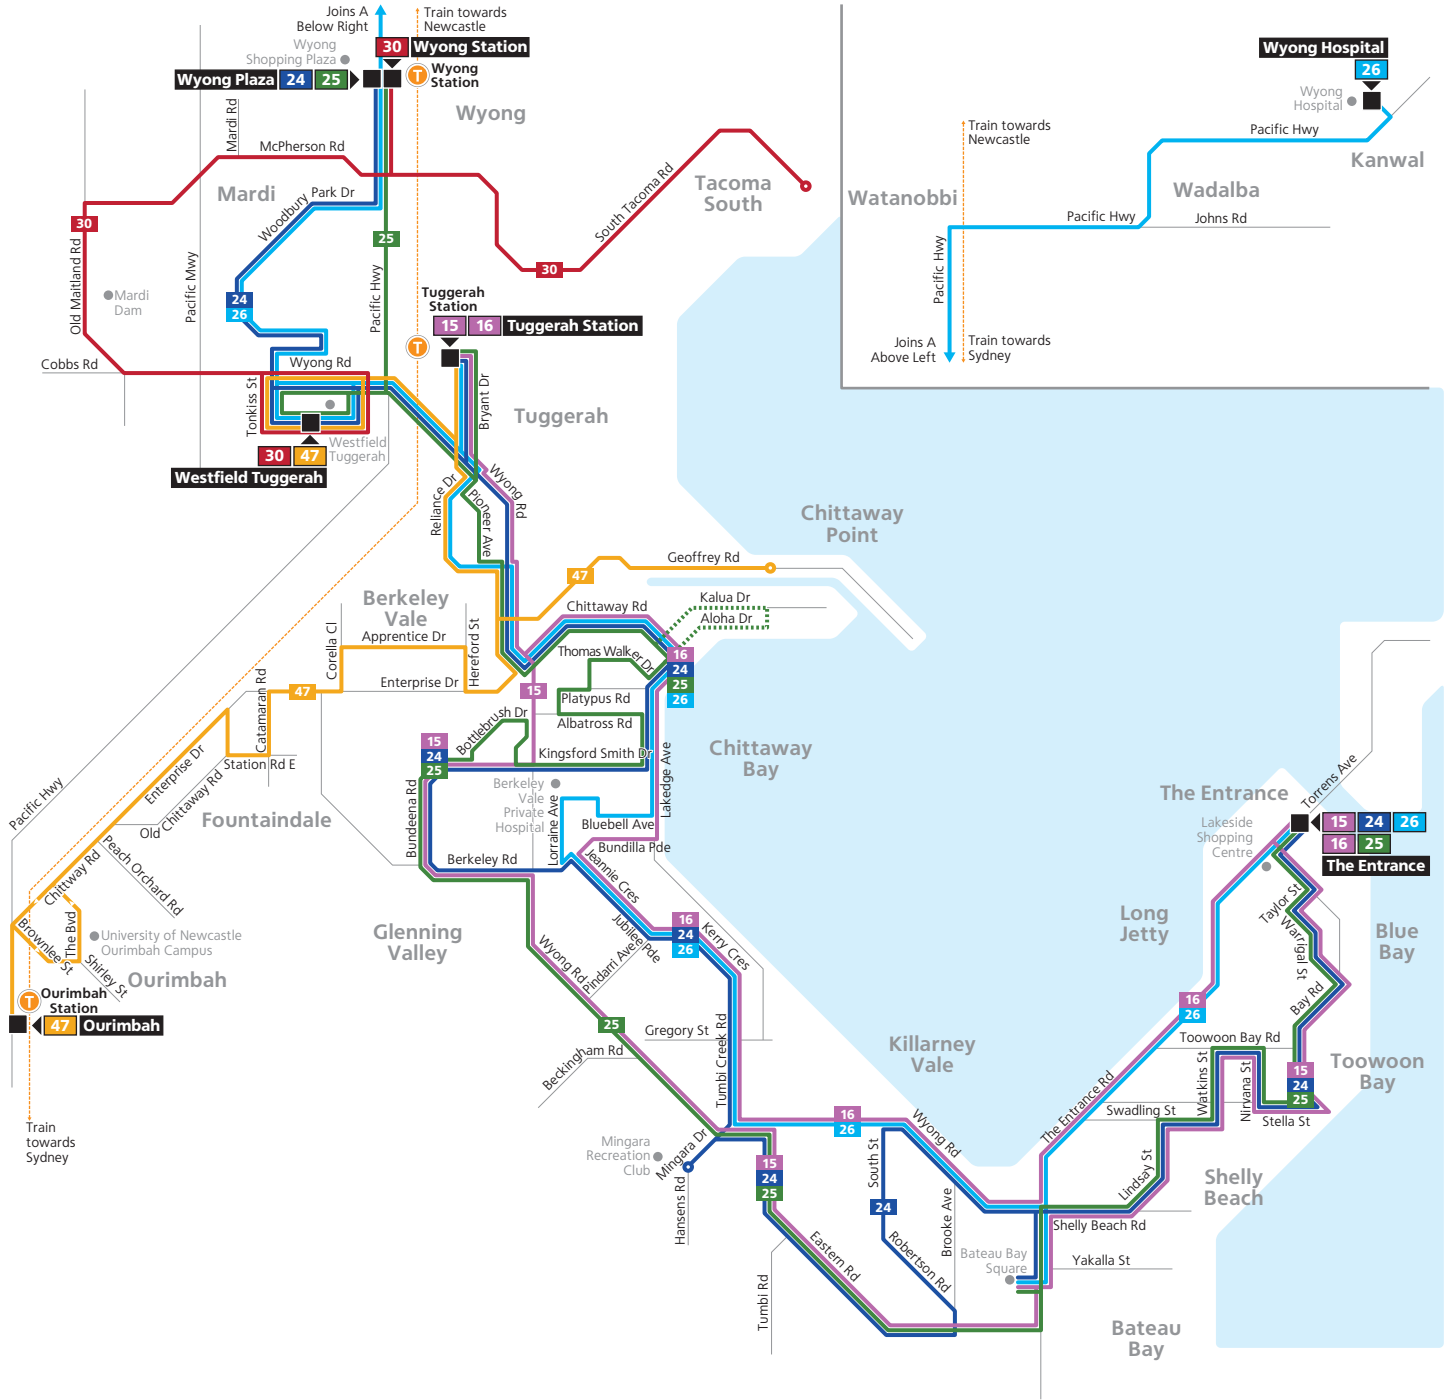 Joins A
Below Right
Train towards
Newcastle
Wyong
Shopping Plaza
30 Wyong Station
Wyong Plaza 24 25
T Wyong
Station
Wyong
Mardi Rd
McPherson Rd
Mardi
Woodbury Park Dr
30
Old Maitland Rd
Mardi
Dam
Pacific Mwy
24
26
25
Pacific Hwy
South Tacoma Rd
30
Tacoma
South
Tuggerah
Station
15 16 Tuggerah Station
T
Cobbs Rd
Wyong Rd
Tonkiss St
Bryant Dr
Tuggerah
Westfield
Tuggerah
30 47
Westfield Tuggerah
Wyong Hospital
26
Wyong
Hospital
Train towards
Newcastle
Pacific Hwy
Kanwal
Watanobbi
Wadalba
Pacific Hwy
Johns Rd
Pacific Hwy
Joins A
Above Left
Train towards
Sydney
Reliance Dr
Pioneer Ave
Wyong Rd
Chittaway
Point
Geoffrey Rd
47
Berkeley
Vale
Corella Cl
Apprentice Dr
Hereford St
Enterprise Dr
Chittaway Rd
Kalua Dr
Aloha Dr
Thomas Walker Dr
16
24
25
26
15
Platypus Rd
Albatross Rd
Kingsford Smith Dr
Bottlebrush Dr
15
24
25
47
Catamaran Rd
Station Rd E
Enterprise Dr
Old Chittaway Rd
Pacific Hwy
Fountaindale
Peach Orchard Rd
Chittway Rd
The Bvd
Brownlee St
Shirley St
University of Newcastle
Ourimbah Campus
Ourimbah
T Ourimbah
Station
47 Ourimbah
Train
towards
Sydney
Berkeley
Vale
Private
Hospital
Lorraine Ave
Bluebell Ave
Lakedge Ave
Bundilla Pde
Bundeena Rd
Berkeley Rd
Chittaway
Bay
Jeannie Cres
Jubilee Pde
Pindarri Ave
16
24
26
Kerry Cres
Glenning
Valley
Wyong Rd
25
Gregory St
Beckingham Rd
Tumbi Creek Rd
Killarney
Vale
Mingara
Recreation
Club
Mingara Dr
Hansens Rd
15
24
25
Tumbi Rd
Eastern Rd
16
26
South St
24
Robertson Rd
Wyong Rd
Brooke Ave
Bateau Bay
Square
The Entrance Rd
Shelly Beach Rd
Yakalla St
Bateau
Bay
Shelly
Beach
Lindsay St
Swadling St
Watkins St
Nirvana St
Toowoon Bay Rd
Stella St
15
24
25
Toowoon
Bay
Bay Rd
Warrigal St
Taylor St
16
26
Long
Jetty
Blue
Bay
The Entrance
Lakeside
Shopping
Centre
Torrens Ave
15 24 26
16 25
The Entrance